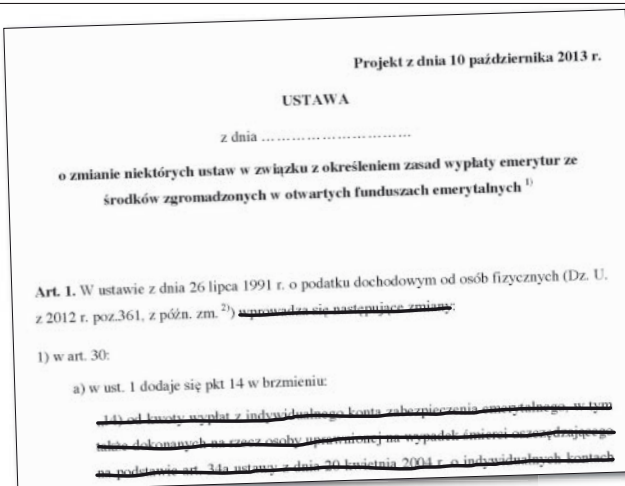 Projekt z dnia 10 października 2013 r.
USTAWA
z dnia ……………………………
o zmianie niektórych ustaw w związku z określeniem zasad wypłaty emerytur ze
środków zgromadzonych w otwartych funduszach emerytalnych 1)
Art. 1. W ustawie z dnia 26 lipca 1991 r. o podatku dochodowym od osób fizycznych (Dz. U.
z 2012 r. poz.361, z późn. zm. 2)) wprowadza się następujące zmiany:
1) w art. 30:
a) w ust. 1 dodaje się pkt 14 w brzmieniu:
„14) od kwoty wypłat z indywidualnego konta zabezpieczenia emerytalnego, w tym
także dokonanych na rzecz osoby uprawnionej na wypadek śmierci oszczędzającego
na podstawie art. 34a ustawy z dnia 20 kwietnia 2004 r. o indywidualnych kontach